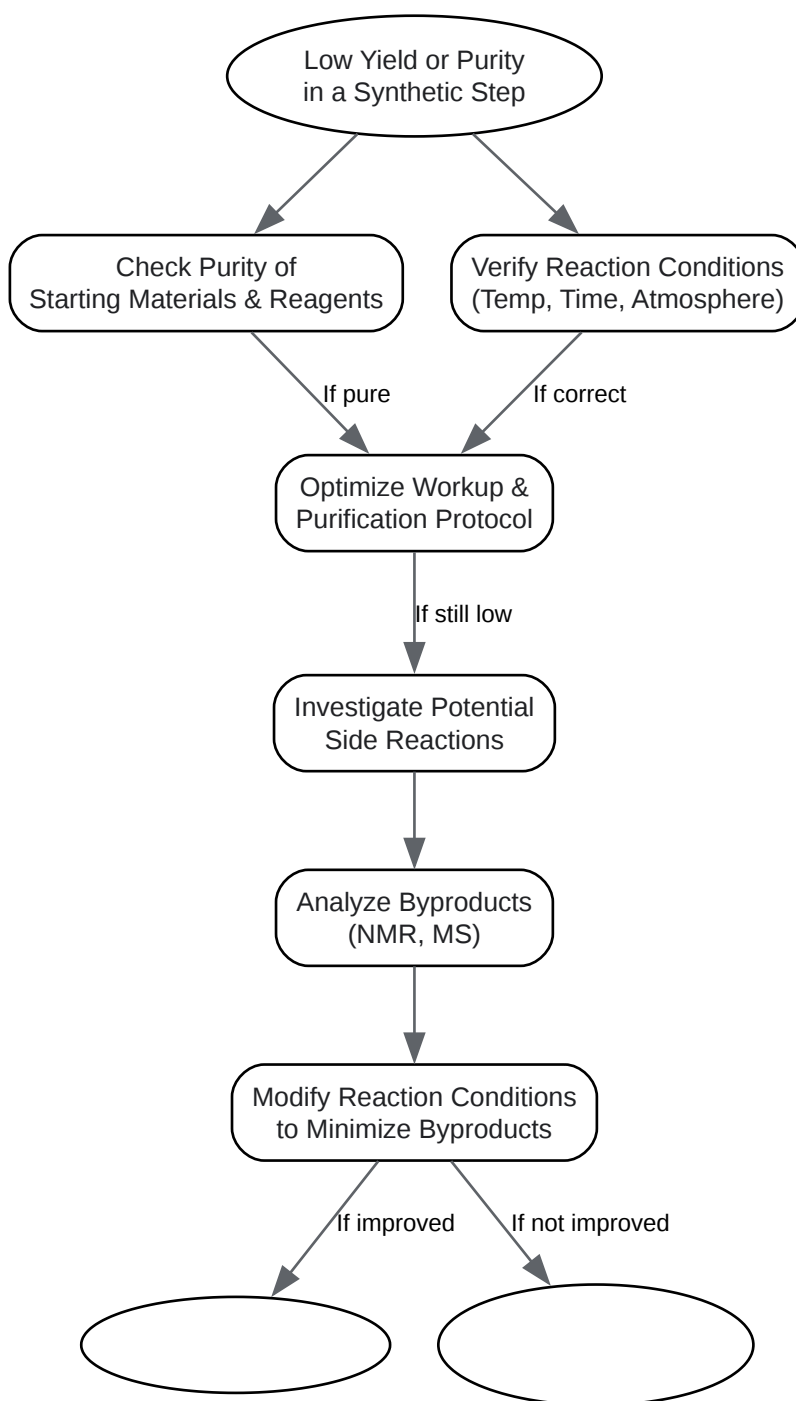 Low Yield or Purity
in a Synthetic Step
Check Purity of
Starting Materials & Reagents
Verify Reaction Conditions
(Temp, Time, Atmosphere)
If pure
If correct
Optimize Workup &
Purification Protocol
If still low
Investigate Potential
Side Reactions
Analyze Byproducts
(NMR, MS)
Modify Reaction Conditions
to Minimize Byproducts
If improved
If not improved